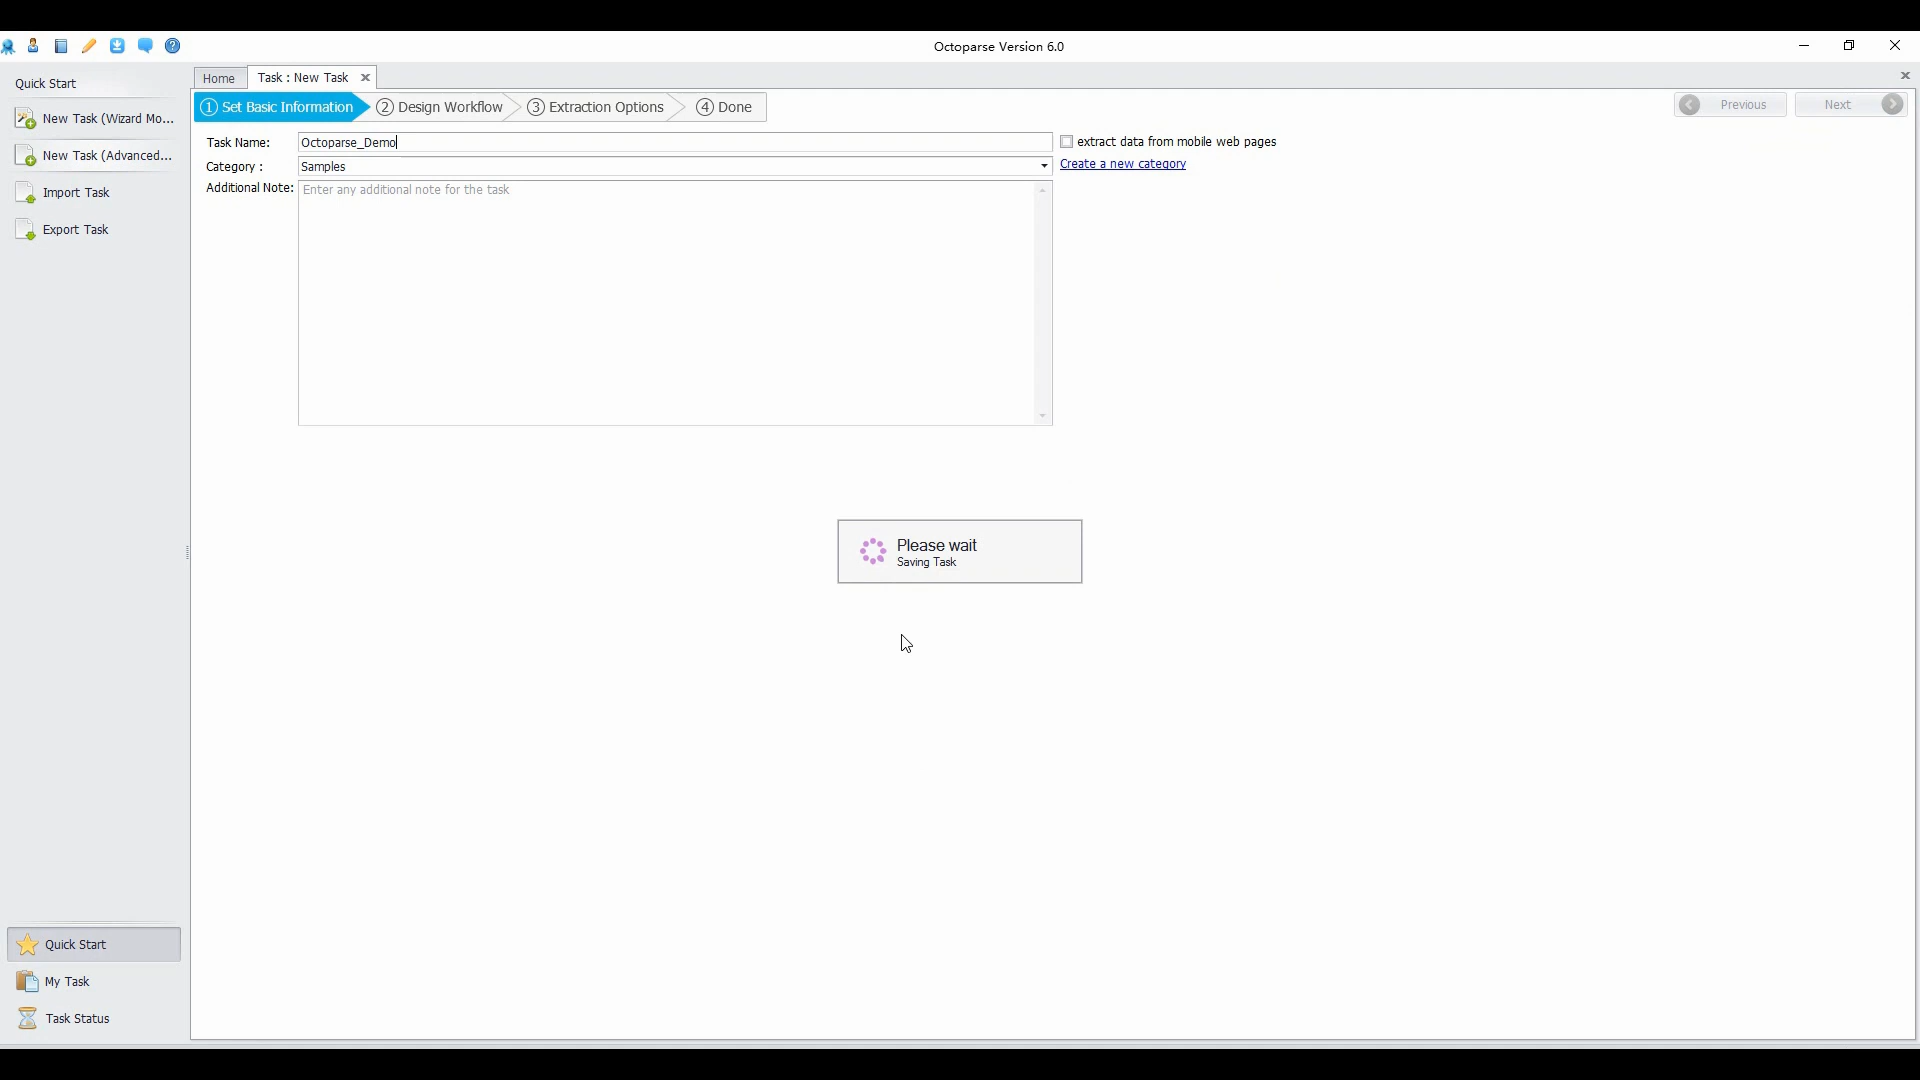 Octoparse Version 6.0
Quick Start
New Task (Wizard Mo...
New Task (Advanced...
Import Task
Export Task
Home
Task : New Task
1 Set Basic Information
2 Design Workflow
3 Extraction Options
4 Done
Previous
Next
Task Name:
Octoparse_Demo
extract data from mobile web pages
Category :
Samples
Create a new category
Additional Note:
Enter any additional note for the task
Please wait
Saving Task
Quick Start
My Task
Task Status